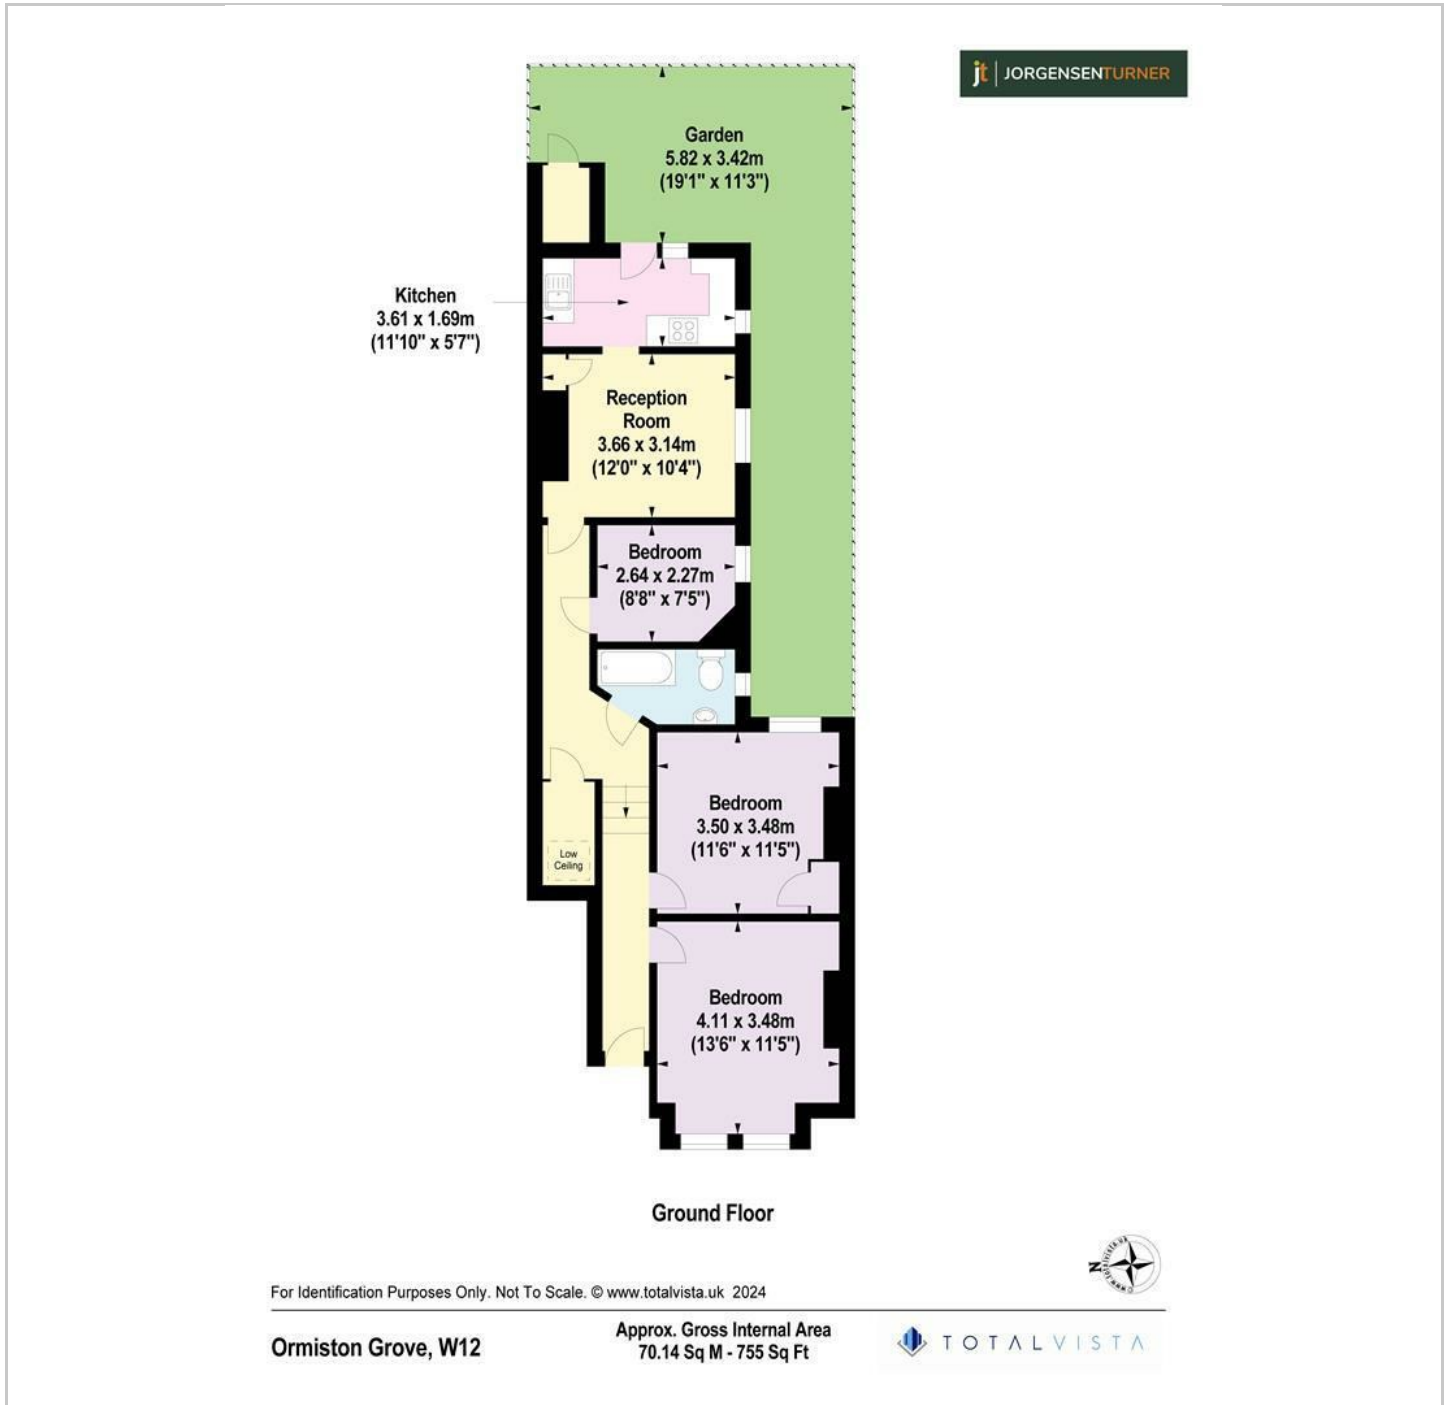 jt | JORGENSENTURNER
Garden
5.82 x 3.42m
(19'1" x 11'3")
Kitchen
3.61 x 1.69m
(11'10" x 5'7")
Reception
Room
3.66 x 3.14m
(12'0" x 10'4")
Bedroom
2.64 x 2.27m
(8'8" x 7'5")
Bedroom
3.50 x 3.48m
(11'6" x 11'5")
Low
Ceiling
Bedroom
4.11 x 3.48m
(13'6" x 11'5")
Ground Floor
N
www.totalvista.uk
For Identification Purposes Only. Not To Scale. © www.totalvista.uk 2024
Ormiston Grove, W12
Approx. Gross Internal Area
70.14 Sq M - 755 Sq Ft
TOTALVISTA